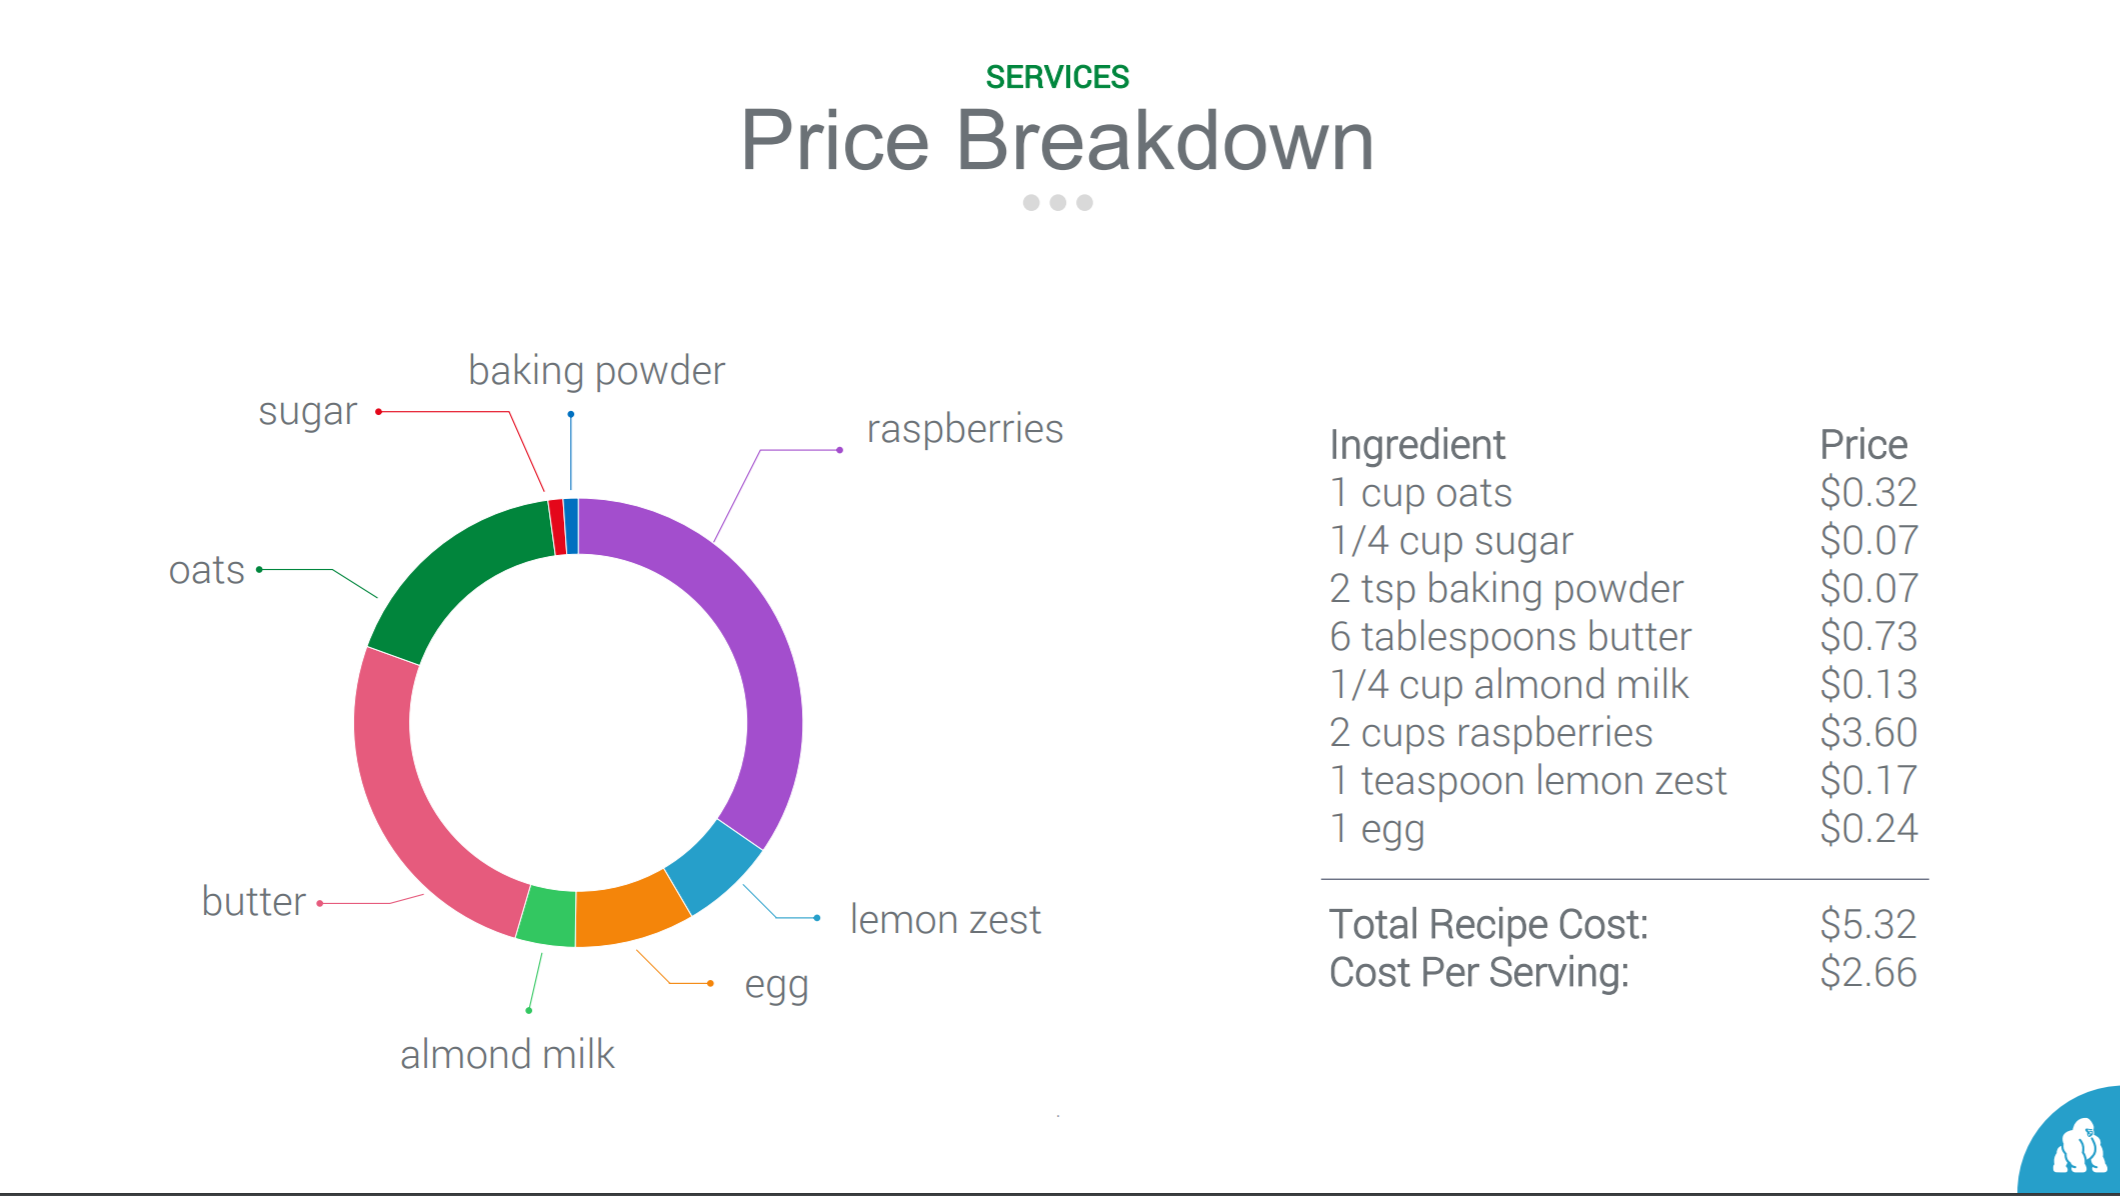 SERVICES
Price Breakdown
baking powder
sugar
raspberries
oats
butter
lemon zest
egg
almond milk
Ingredient Price
1 cup oats $0.32
1/4 cup sugar $0.07
2 tsp baking powder $0.07
6 tablespoons butter $0.73
1/4 cup almond milk $0.13
2 cups raspberries $3.60
1 teaspoon lemon zest $0.17
1 egg $0.24
Total Recipe Cost: $5.32
Cost Per Serving: $2.66